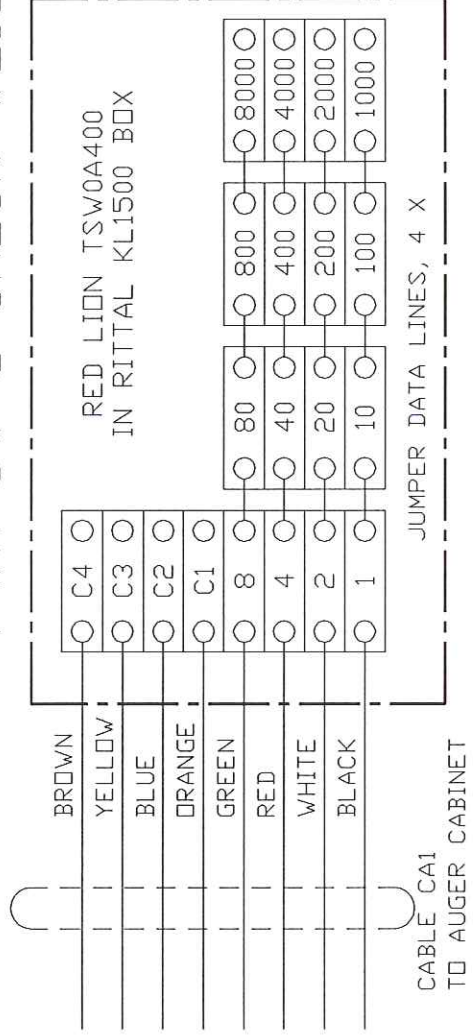 RED LION TSW0A400
IN RITTAL KL1500 BOX
BROWN
YELLOW
BLUE
ORANGE
GREEN
RED
WHITE
BLACK
C4
C3
C2
C1
8
4
2
1
80
40
20
10
800
400
200
100
8000
4000
2000
1000
JUMPER DATA LINES, 4 X
CABLE CA1
TO AUGER CABINET